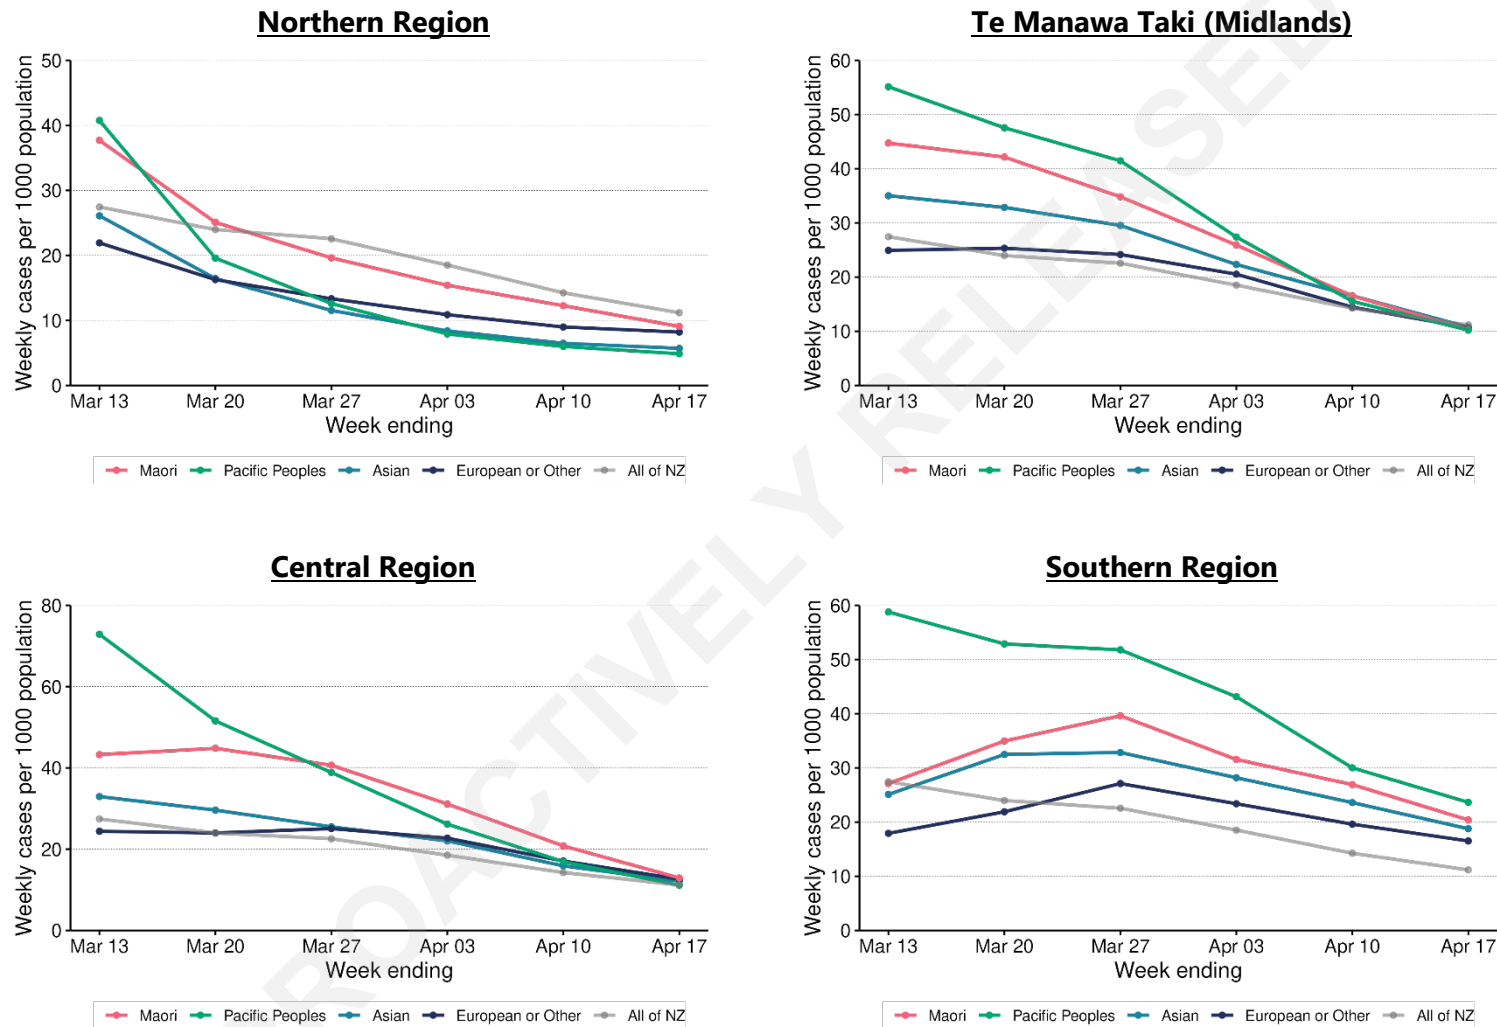 Northern Region
Weekly cases per 1000 population
50
40
30
20
10
0
Mar 13 Mar 20 Mar 27 Apr 03 Apr 10 Apr 17
Week ending
Maori Pacific Peoples Asian European or Other All of NZ
Te Manawa Taki (Midlands)
Weekly cases per 1000 population
60
50
40
30
20
10
0
Mar 13 Mar 20 Mar 27 Apr 03 Apr 10 Apr 17
Week ending
Maori Pacific Peoples Asian European or Other All of NZ
Central Region
Weekly cases per 1000 population
80
60
40
20
0
Mar 13 Mar 20 Mar 27 Apr 03 Apr 10 Apr 17
Week ending
Maori Pacific Peoples Asian European or Other All of NZ
Southern Region
Weekly cases per 1000 population
60
50
40
30
20
10
0
Mar 13 Mar 20 Mar 27 Apr 03 Apr 10 Apr 17
Week ending
Maori Pacific Peoples Asian European or Other All of NZ
PROACTIVELY RELEASED